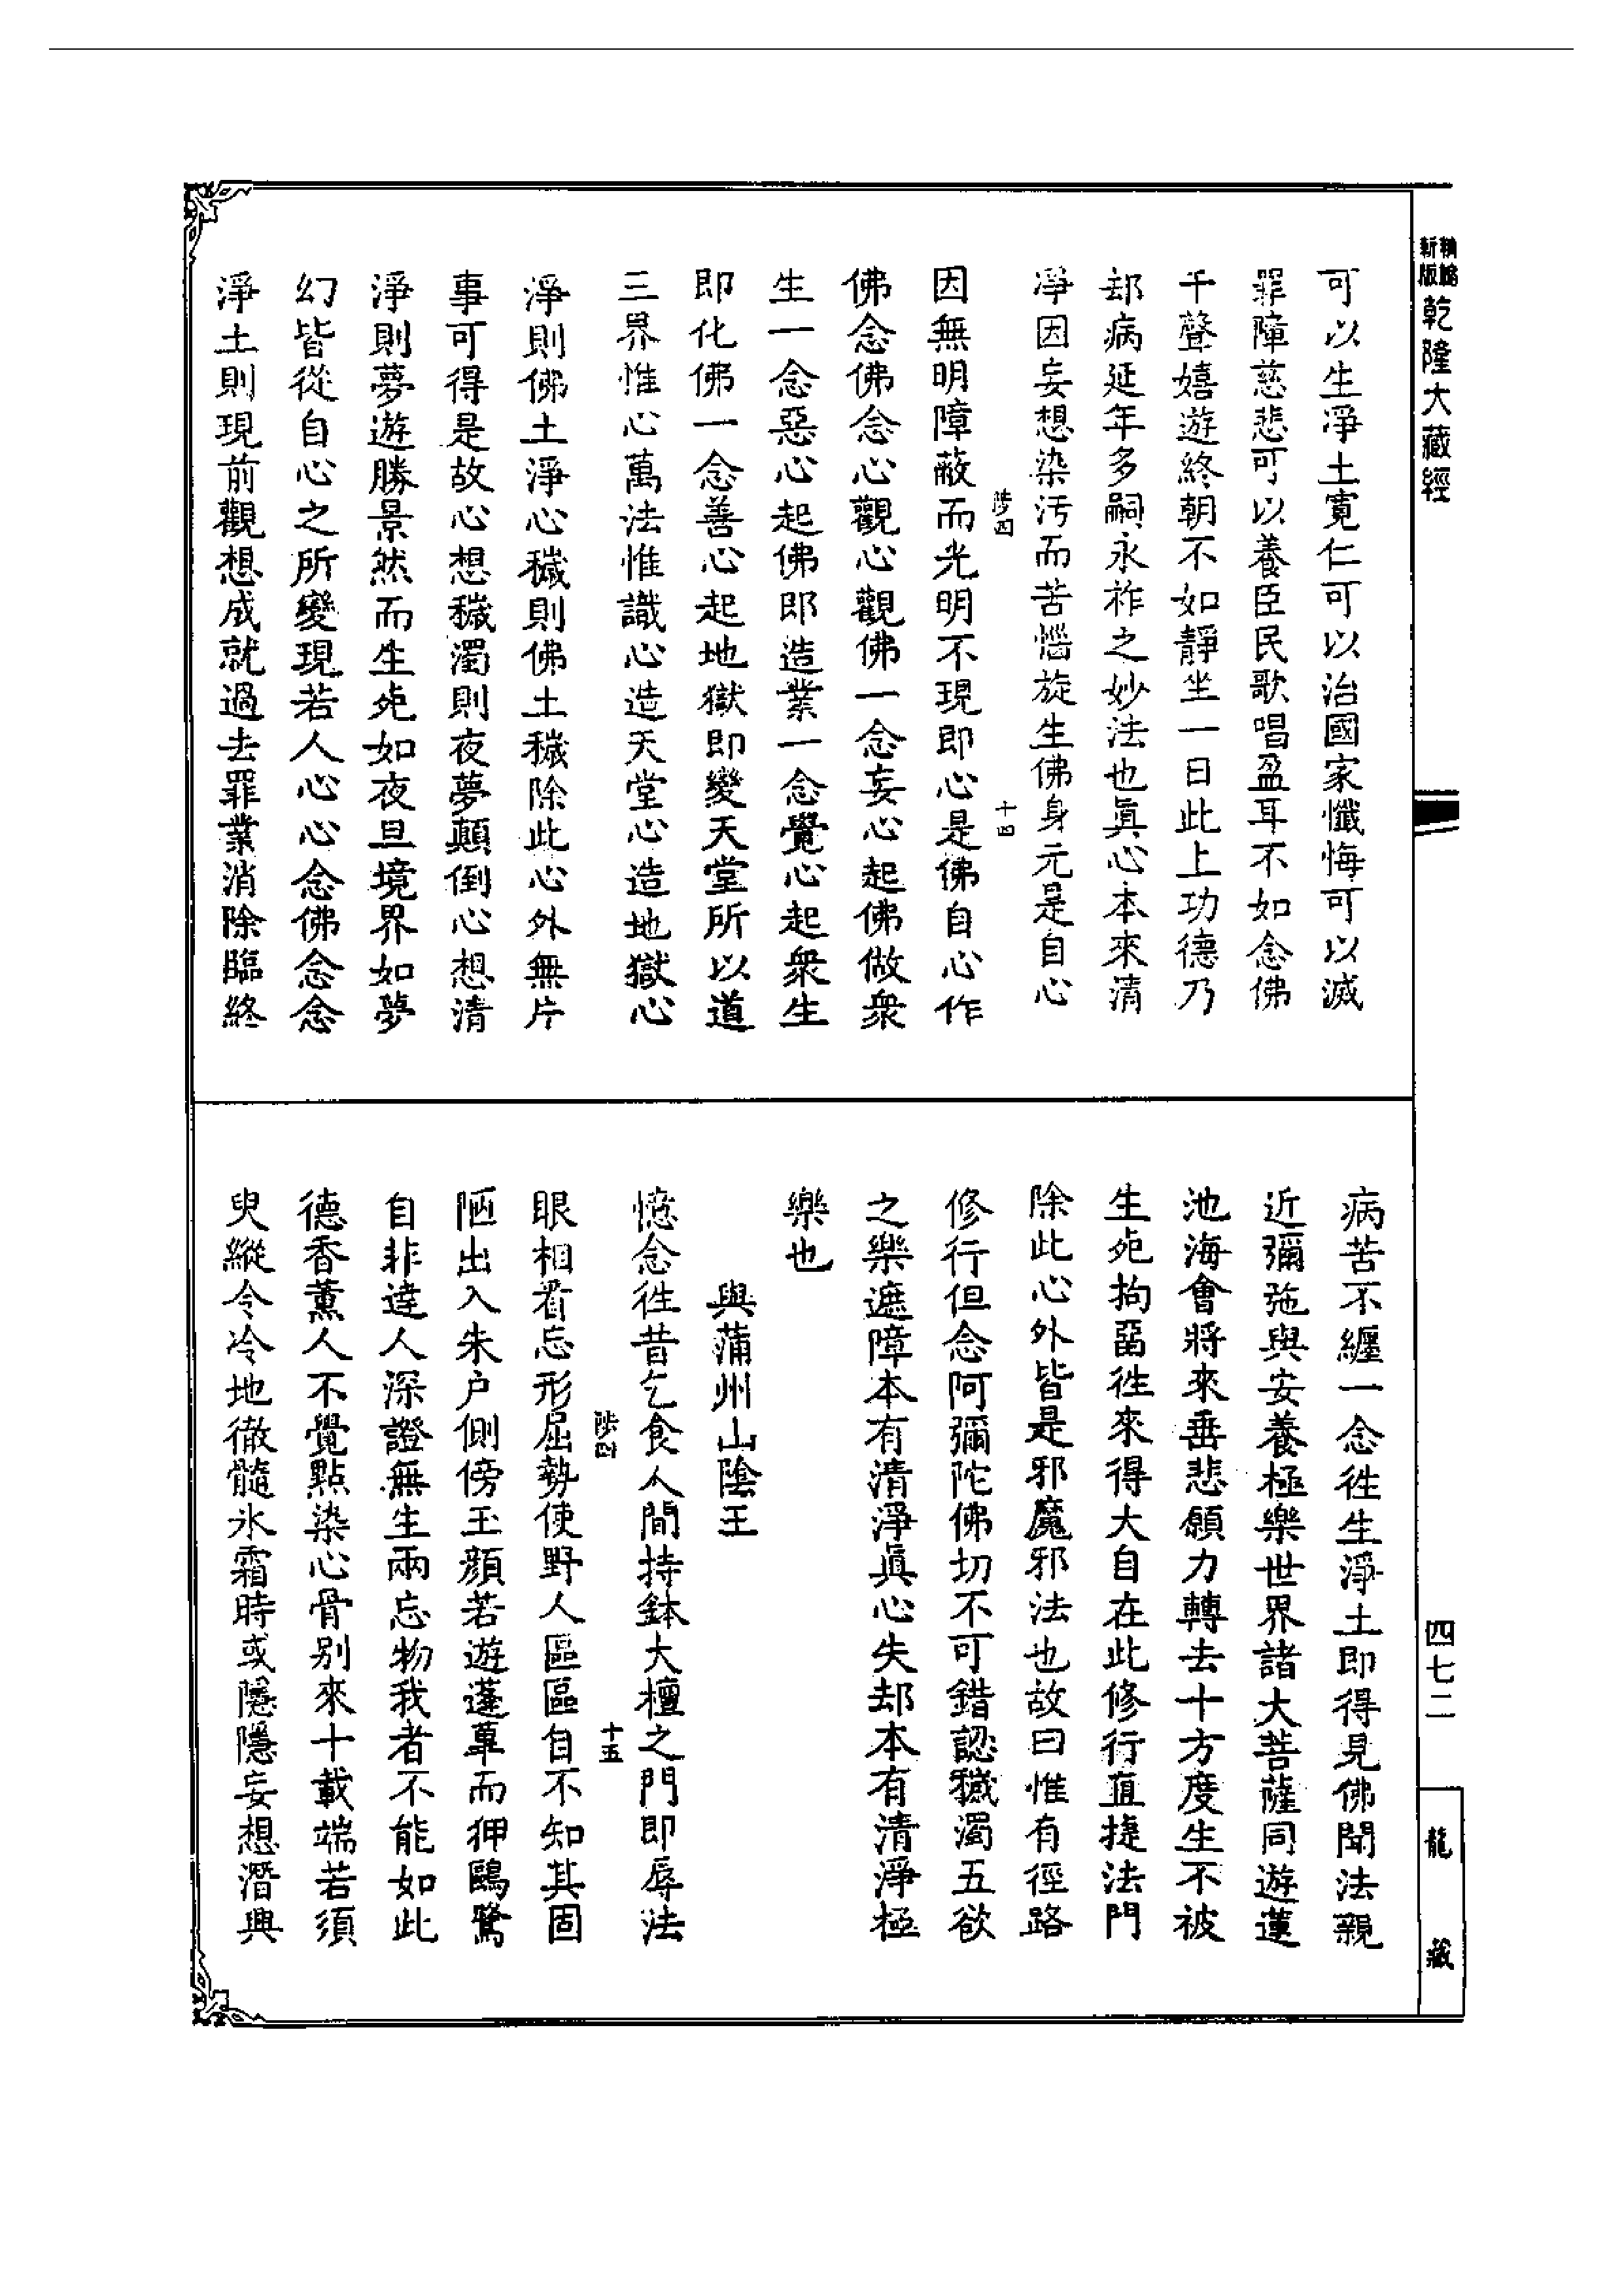 新版
乾隆大藏經
可以生淨土寬仁可以治國家懺悔可以滅
罪障慈悲可以養臣民歌唱盈耳不如念佛
千聲嬉遊終朝不如靜坐一日此上功德乃
却病延年多嗣永祚之妙法也眞心本來清
淨因妄想染污而苦惱旋生佛身元是自心
陟四
十四
因無明障蔽而光明不現即心是佛自心作
佛念佛念心觀心觀佛一念妄心起佛做衆
生一念惡心起佛即造業一念覺心起衆生
即化佛一念善心起地獄即變天堂所以道
三界惟心萬法惟識心造天堂心造地獄心
淨則佛土淨心穢則佛土穢除此心外無片
事可得是故心想穢濁則夜夢顛倒心想清
淨則夢遊勝景然而生死如夜旦境界如夢
幻皆從自心之所變現若人心心念佛念念
淨土則現前觀想成就過去罪業消除臨終
病苦不纏一念徃生淨土即得見佛聞法親
近彌陁與安養極樂世界諸大菩薩同遊蓮
池海會將來垂悲願力轉去十方度生不被
生死拘畱徃來得大自在此修行直捷法門
除此心外皆是邪魔邪法也故曰惟有徑路
修行但念阿彌陀佛切不可錯認穢濁五欲
之樂遮障本有清淨眞心失却本有清淨極
樂也
與蒲州山陰王
憶念徃昔乞食人間持鉢大檀之門即辱法
陟四
十五
眼相看忘形屈勢使野人區區自不知其固
陋出入朱户側傍玉顔若遊蓬蓽而狎鷗鷺
自非達人深證無生兩忘物我者不能如此
德香薰人不覺點染心骨别來十載端若須
臾縱令冷地徹髓氷霜時或隱隱妄想潛興
四七二
龍藏